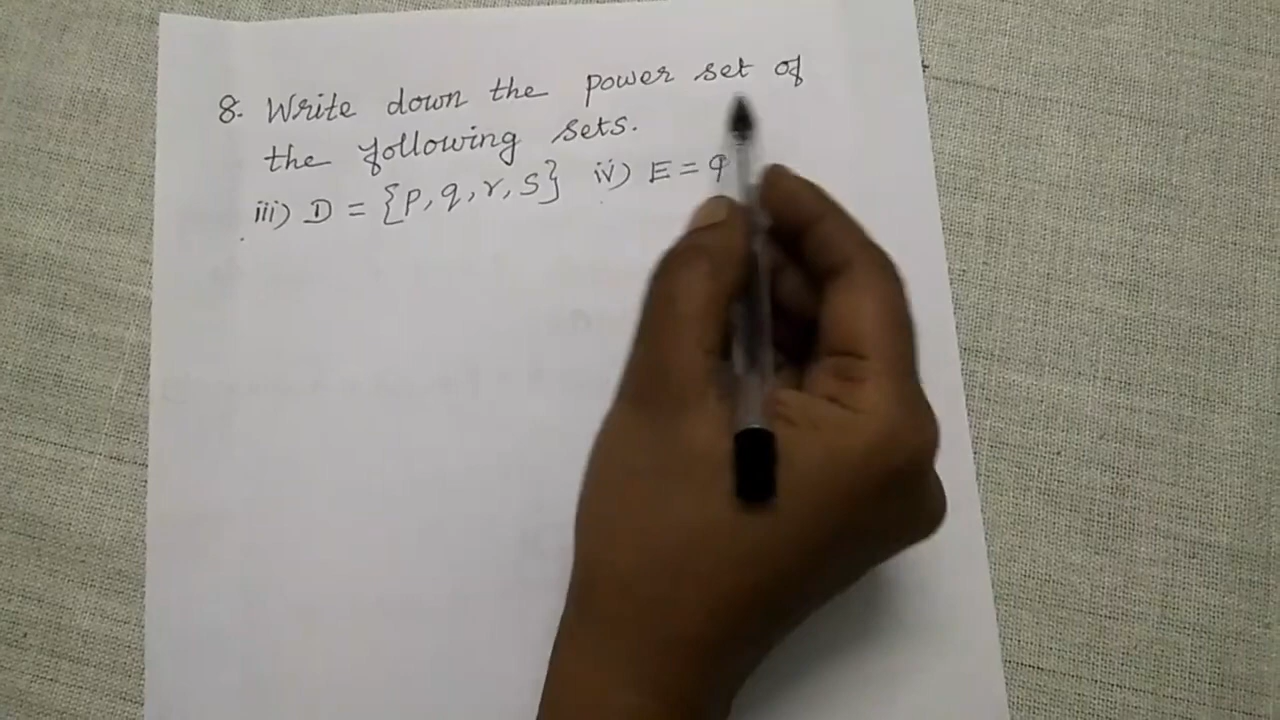 8. Write down the power set of
the following sets.
iii) D = {p, q, r, s} iv) E =